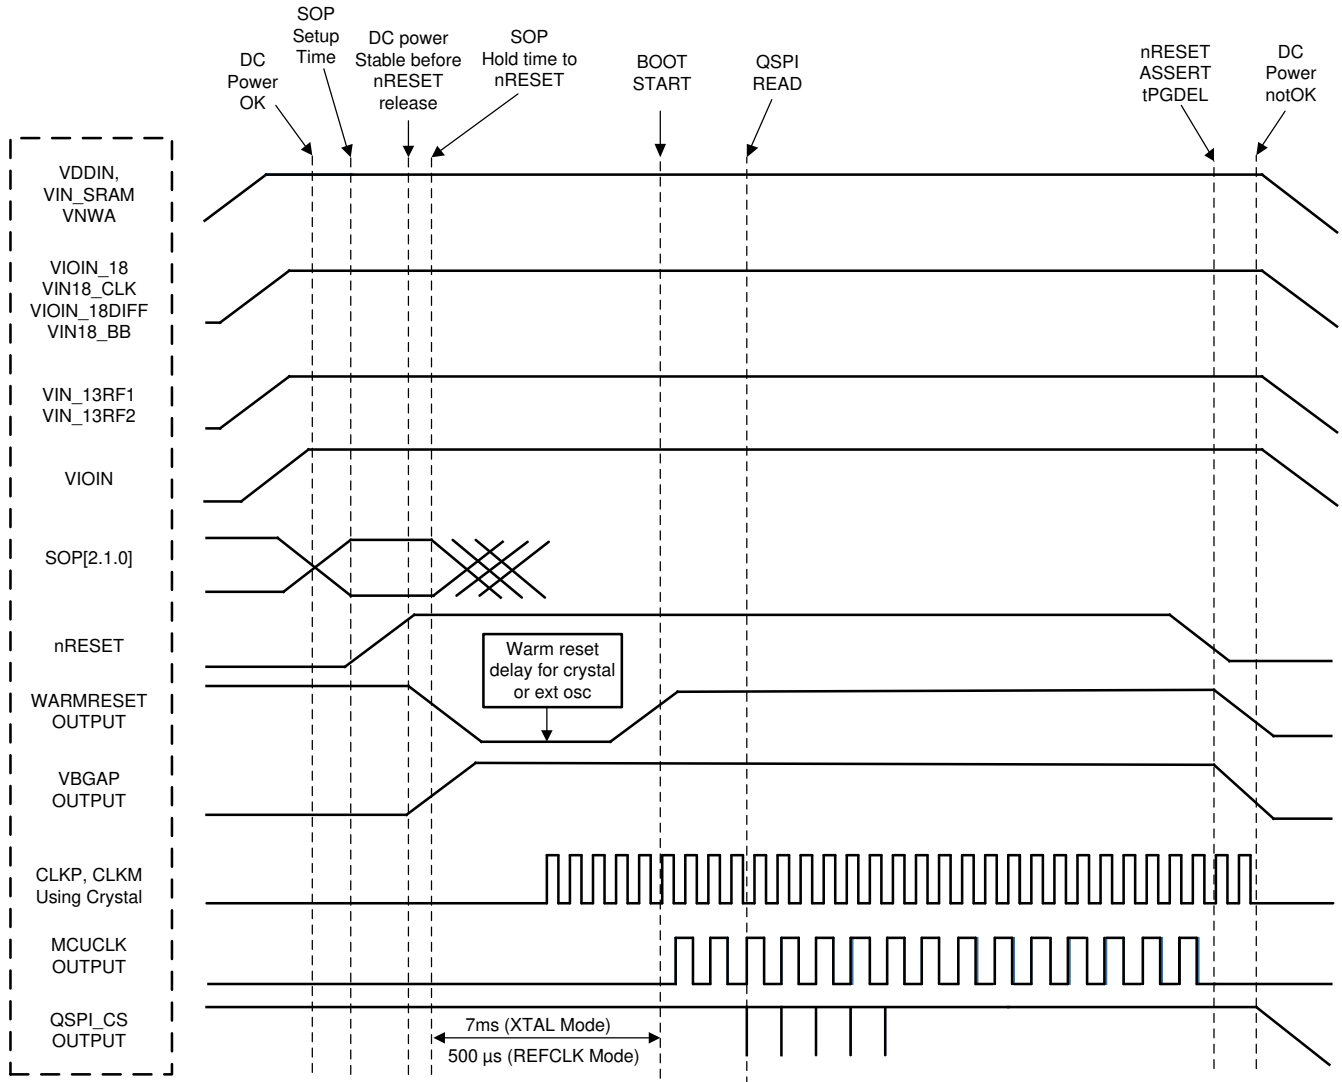 DC
Power
OK
SOP
Setup
Time
DC power
Stable before
nRESET
release
SOP
Hold time to
nRESET
BOOT
START
QSPI
READ
nRESET
ASSERT
tPGDEL
DC
Power
notOK
VDDIN,
VIN_SRAM
VNWA
VIOIN_18
VIN18_CLK
VIOIN_18DIFF
VIN18_BB
VIN_13RF1
VIN_13RF2
VIOIN
SOP[2.1.0]
nRESET
Warm reset
delay for crystal
or ext osc
WARMRESET
OUTPUT
VBGAP
OUTPUT
CLKP, CLKM
Using Crystal
MCUCLK
OUTPUT
QSPI_CS
OUTPUT
7ms (XTAL Mode)
500 µs (REFCLK Mode)